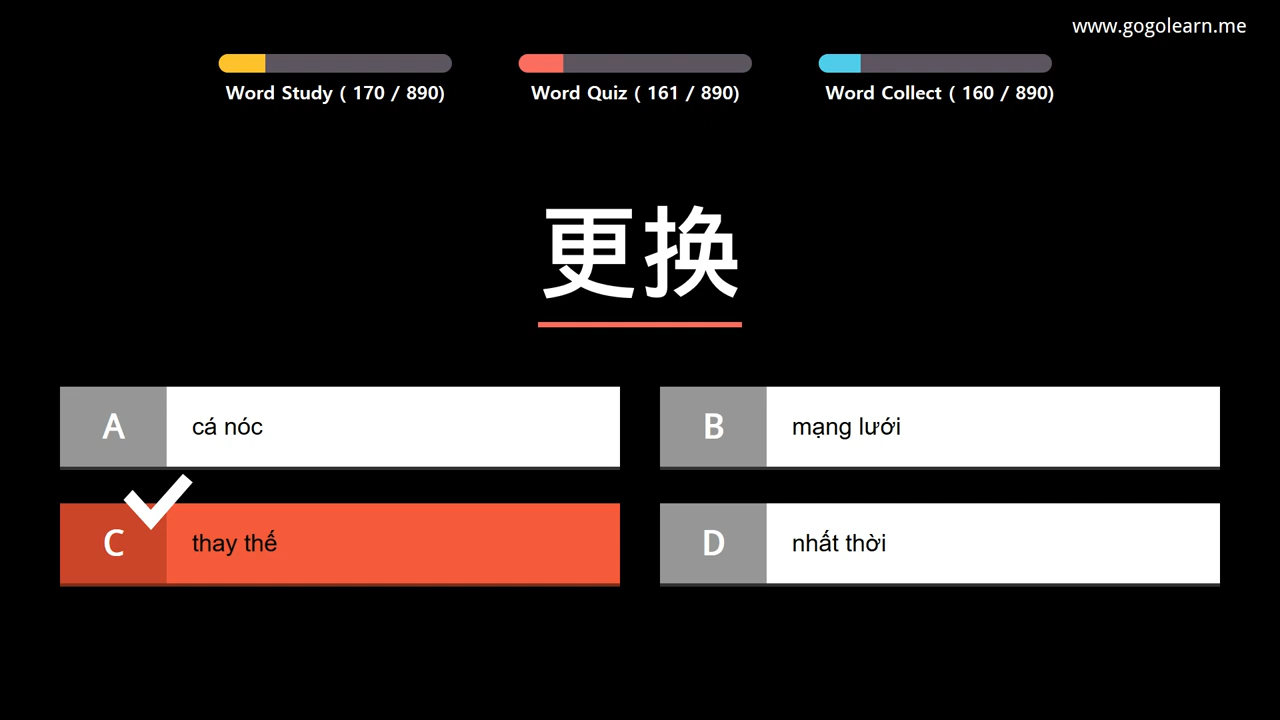 www.gogolearn.me
Word Study ( 170 / 890)
Word Quiz ( 161 / 890)
Word Collect ( 160 / 890)
更换
A
cá nóc
B
mạng lưới
C
thay thế
D
nhất thời